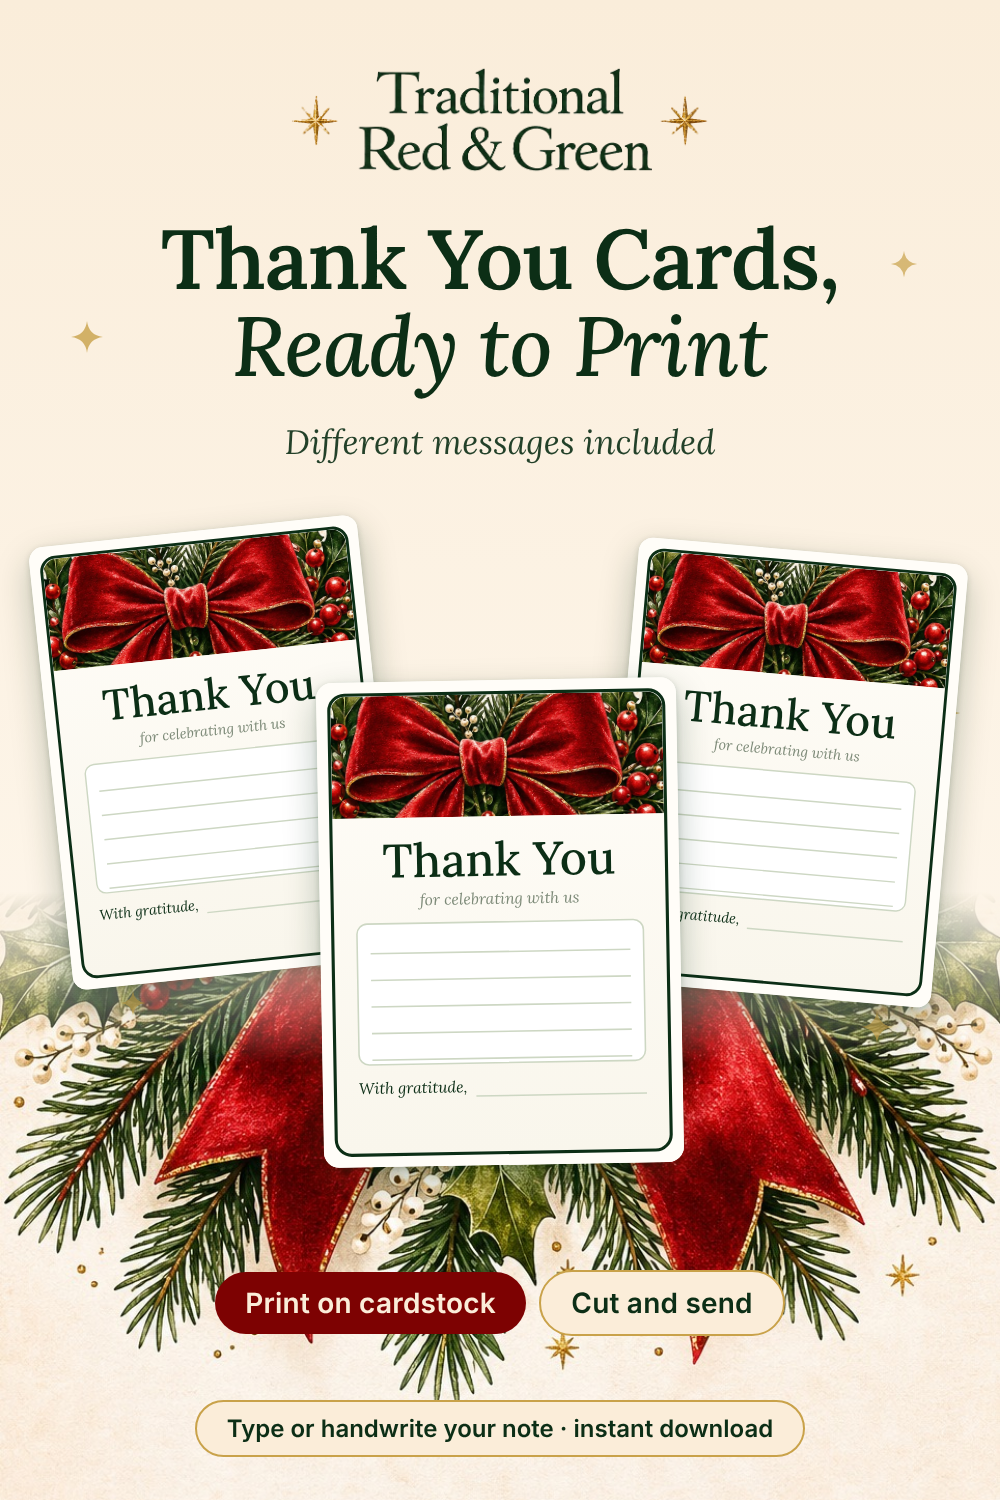 Traditional
Red & Green
Thank You Cards,
Ready to Print
Different messages included
Thank You
for celebrating with us
With gratitude,
Thank You
for celebrating with us
With gratitude,
Thank You
for celebrating with us
gratitude,
Print on cardstock
Cut and send
Type or handwrite your note · instant download